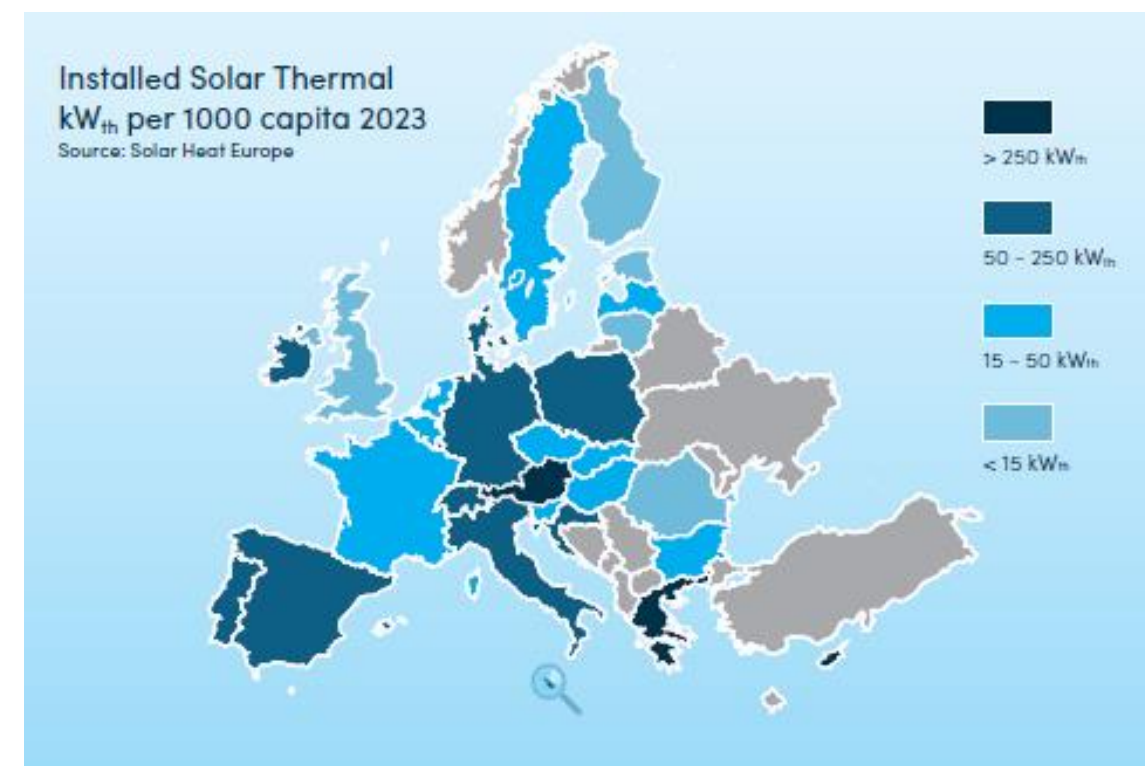 Installed Solar Thermal
kWth per 1000 capita 2023
Source: Solar Heat Europe
> 250 kWth
50 - 250 kWth
15 - 50 kWth
< 15 kWth